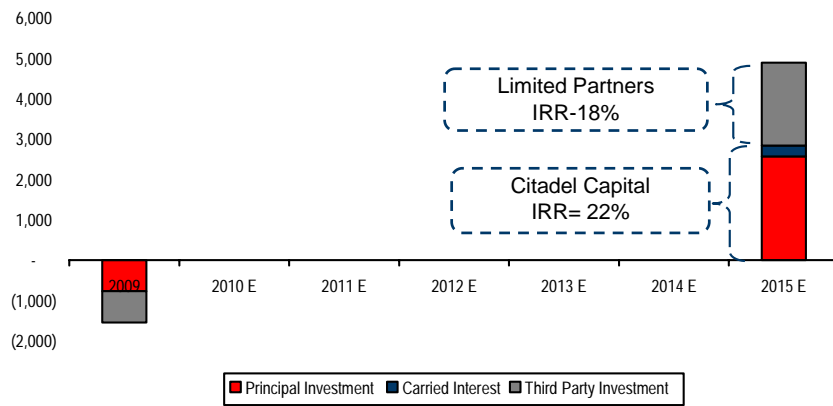 6,000
5,000
4,000
3,000
2,000
1,000
-
(1,000)
(2,000)
Limited Partners
IRR-18%
Citadel Capital
IRR= 22%
2009 2010 E 2011 E 2012 E 2013 E 2014 E 2015 E
Principal Investment Carried Interest Third Party Investment